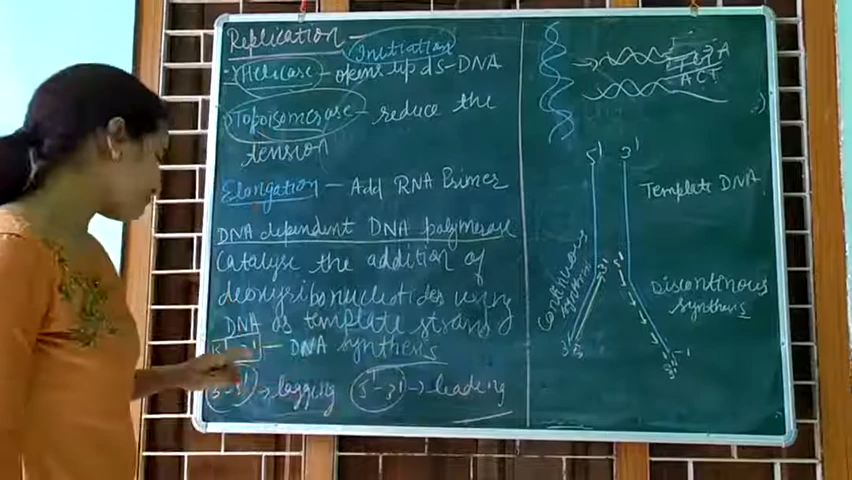 Replication -
Initiation
Helicase - opens up ds-DNA
Topoisomerase - reduce the
tension
Elongation - Add RNA Primer
DNA dependent DNA polymerase
Catalyse the addition of
deoxyribonucleotides using
DNA as template strand
5'-3' - DNA synthesis
→ lagging 5'-3' → leading
ACT
5' 3'
Template DNA
Continuous
synthesis
Discontinous
synthesis